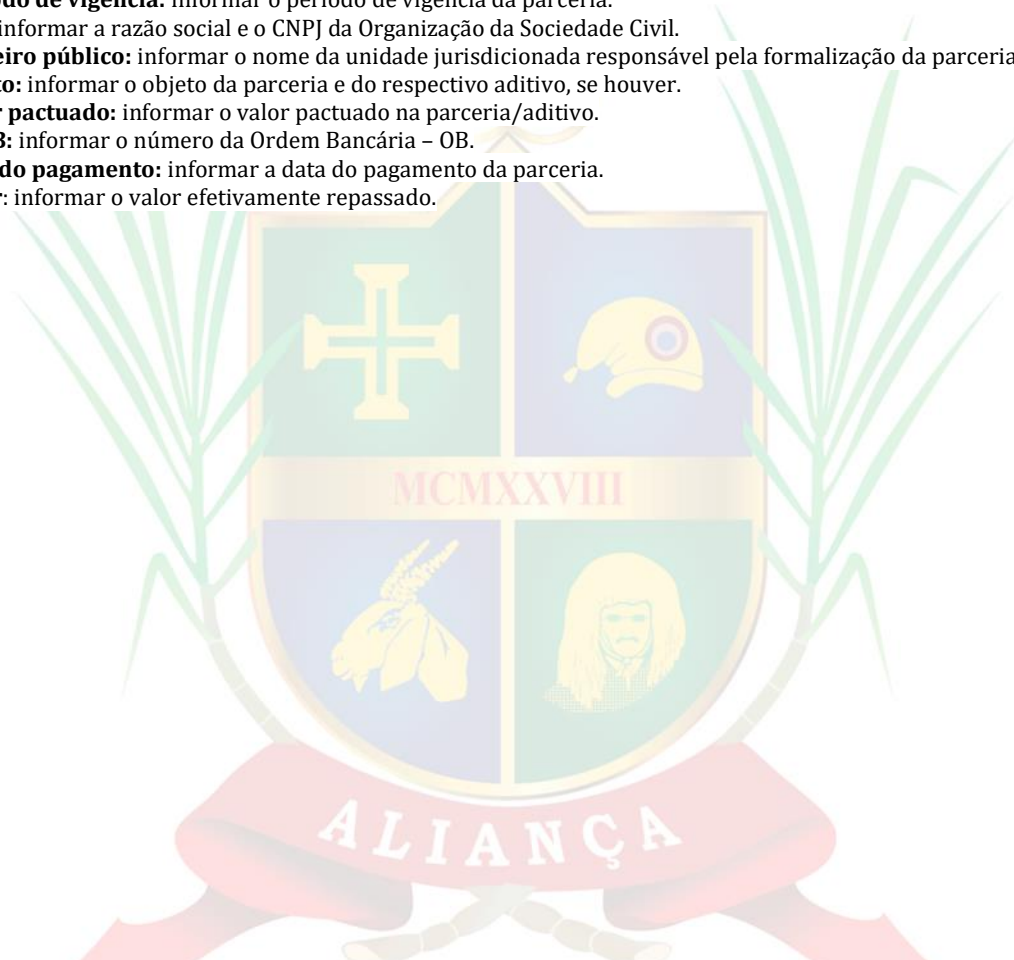 do de vigência: informar o período de vigência da parceria.
informar a razão social e o CNPJ da Organização da Sociedade Civil.
eiro público: informar o nome da unidade jurisdicionada responsável pela formalização da parceria
to: informar o objeto da parceria e do respectivo aditivo, se houver.
r pactuado: informar o valor pactuado na parceria/aditivo.
B: informar o número da Ordem Bancária – OB.
do pagamento: informar a data do pagamento da parceria.
r: informar o valor efetivamente repassado.
MCMXXVIII
ALIANÇA